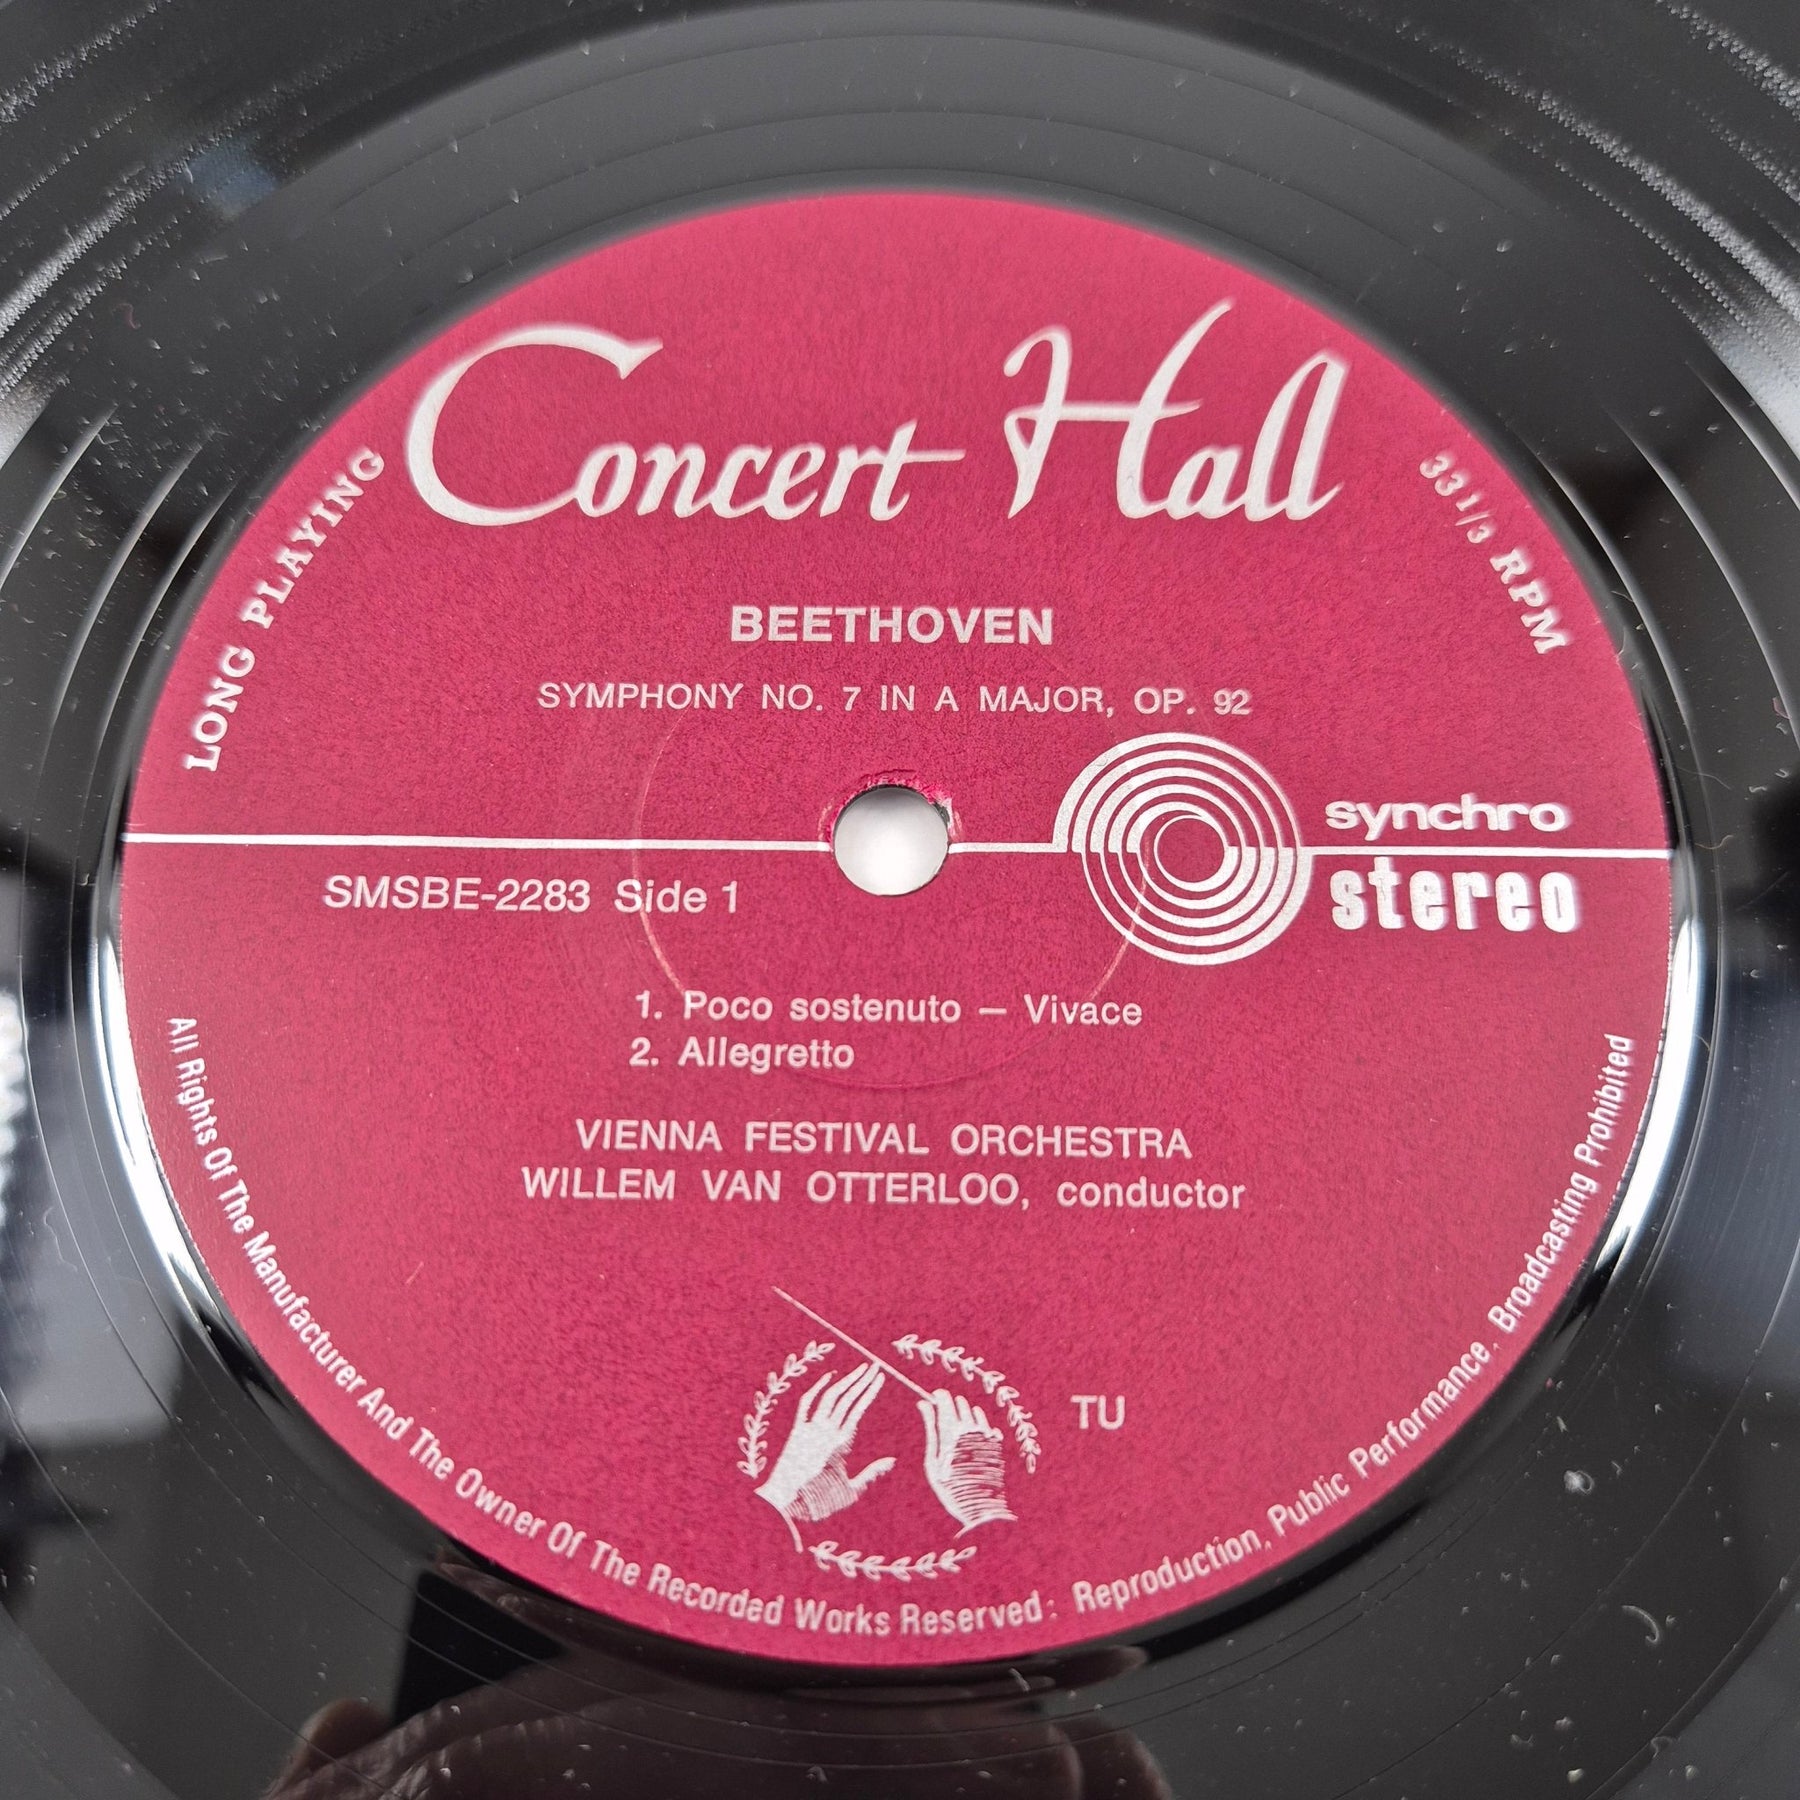 Concert Hall
LONG PLAYING
33 1/3 RPM
BEETHOVEN
SYMPHONY NO. 7 IN A MAJOR, OP. 92
synchro
stereo
SMSBE-2283 Side 1
1. Poco sostenuto – Vivace
2. Allegretto
VIENNA FESTIVAL ORCHESTRA
WILLEM VAN OTTERLOO, conductor
TU
All Rights Of The Manufacturer And The Owner Of The Recorded Works Reserved: Reproduction, Public Performance, Broadcasting Prohibited